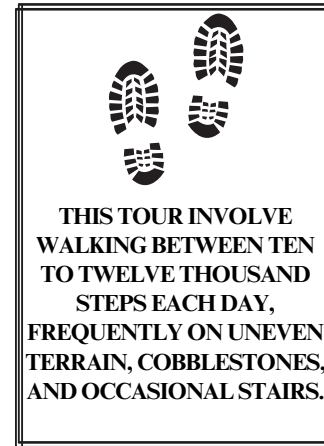 THIS TOUR INVOLVE
WALKING BETWEEN TEN
TO TWELVE THOUSAND
STEPS EACH DAY,
FREQUENTLY ON UNEVEN
TERRAIN, COBBLESTONES,
AND OCCASIONAL STAIRS.